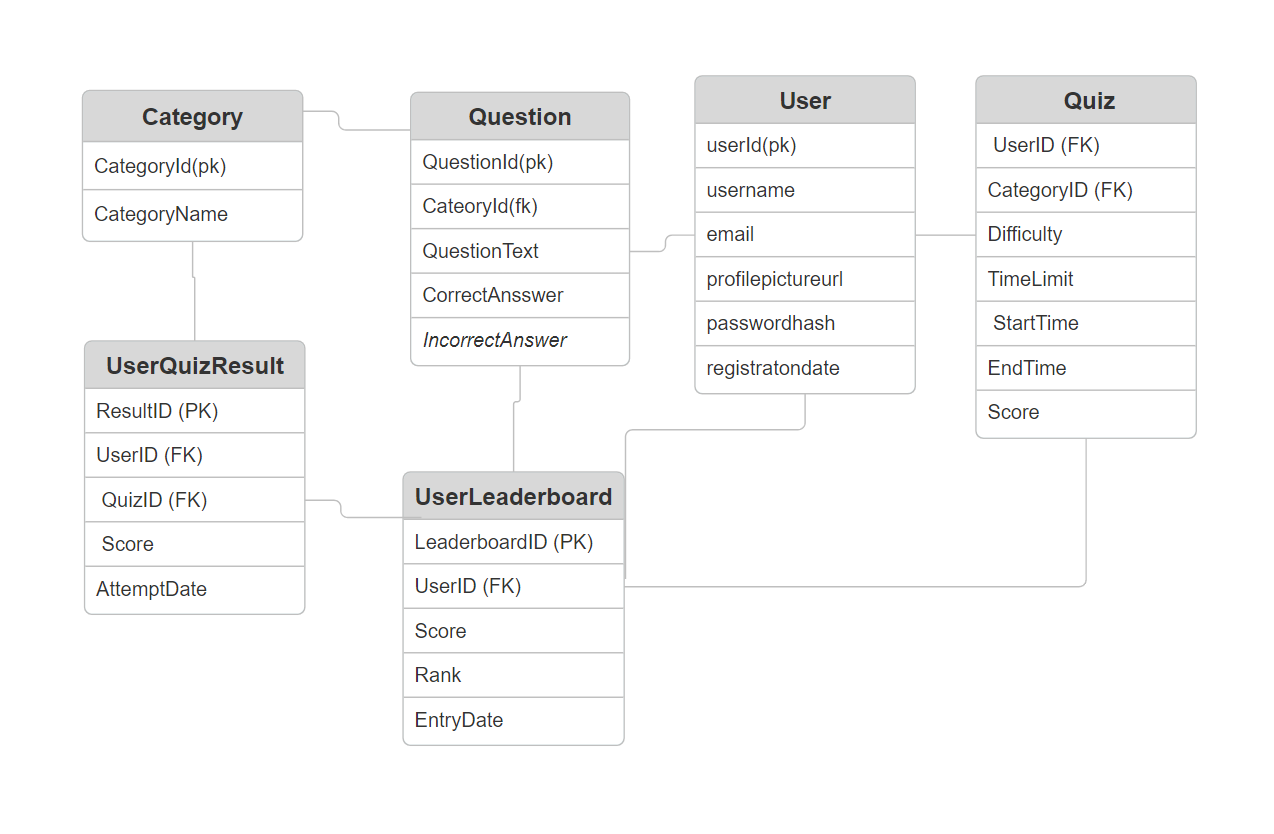 Category
CategoryId(pk)
CategoryName
Question
QuestionId(pk)
CateoryId(fk)
QuestionText
CorrectAnsswer
IncorrectAnswer
User
userId(pk)
username
email
profilepictureurl
passwordhash
registratondate
Quiz
UserID (FK)
CategoryID (FK)
Difficulty
TimeLimit
StartTime
EndTime
Score
UserQuizResult
ResultID (PK)
UserID (FK)
QuizID (FK)
Score
AttemptDate
UserLeaderboard
LeaderboardID (PK)
UserID (FK)
Score
Rank
EntryDate